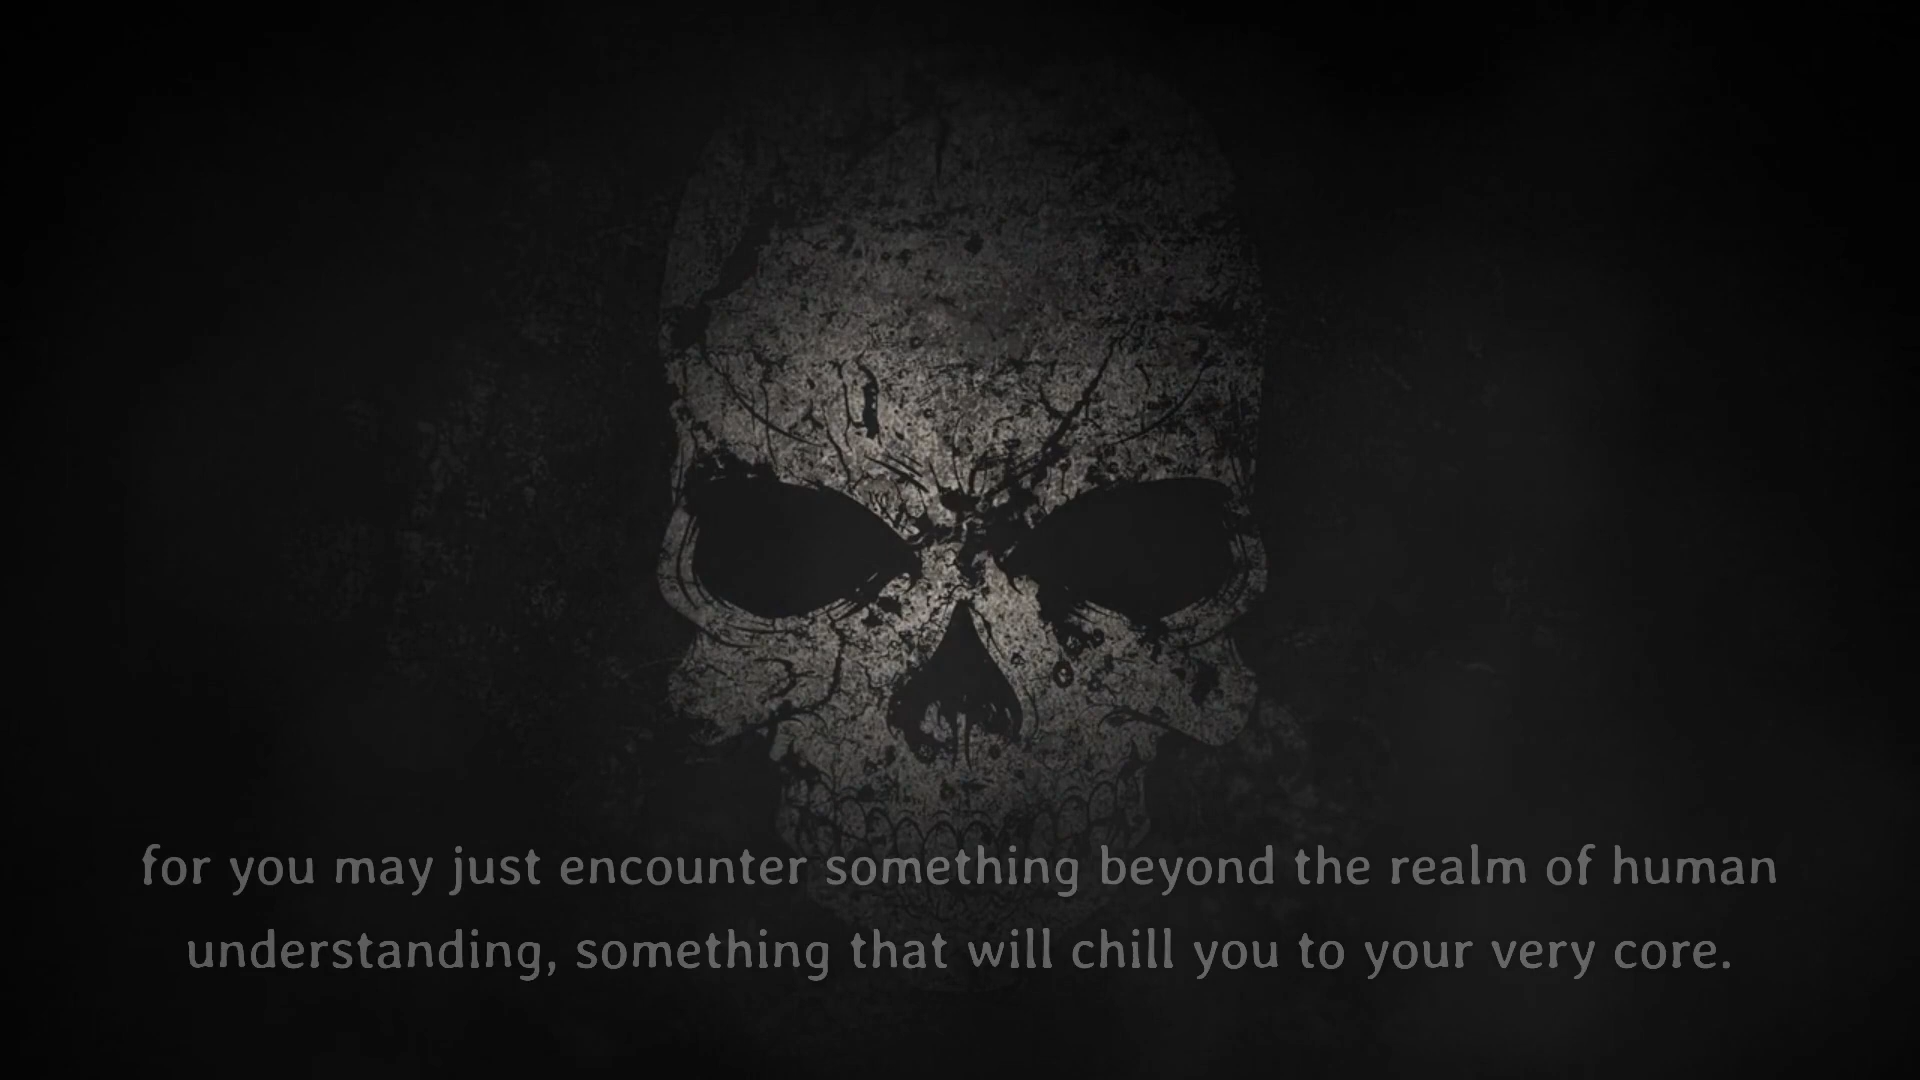 for you may just encounter something beyond the realm of human
understanding, something that will chill you to your very core.